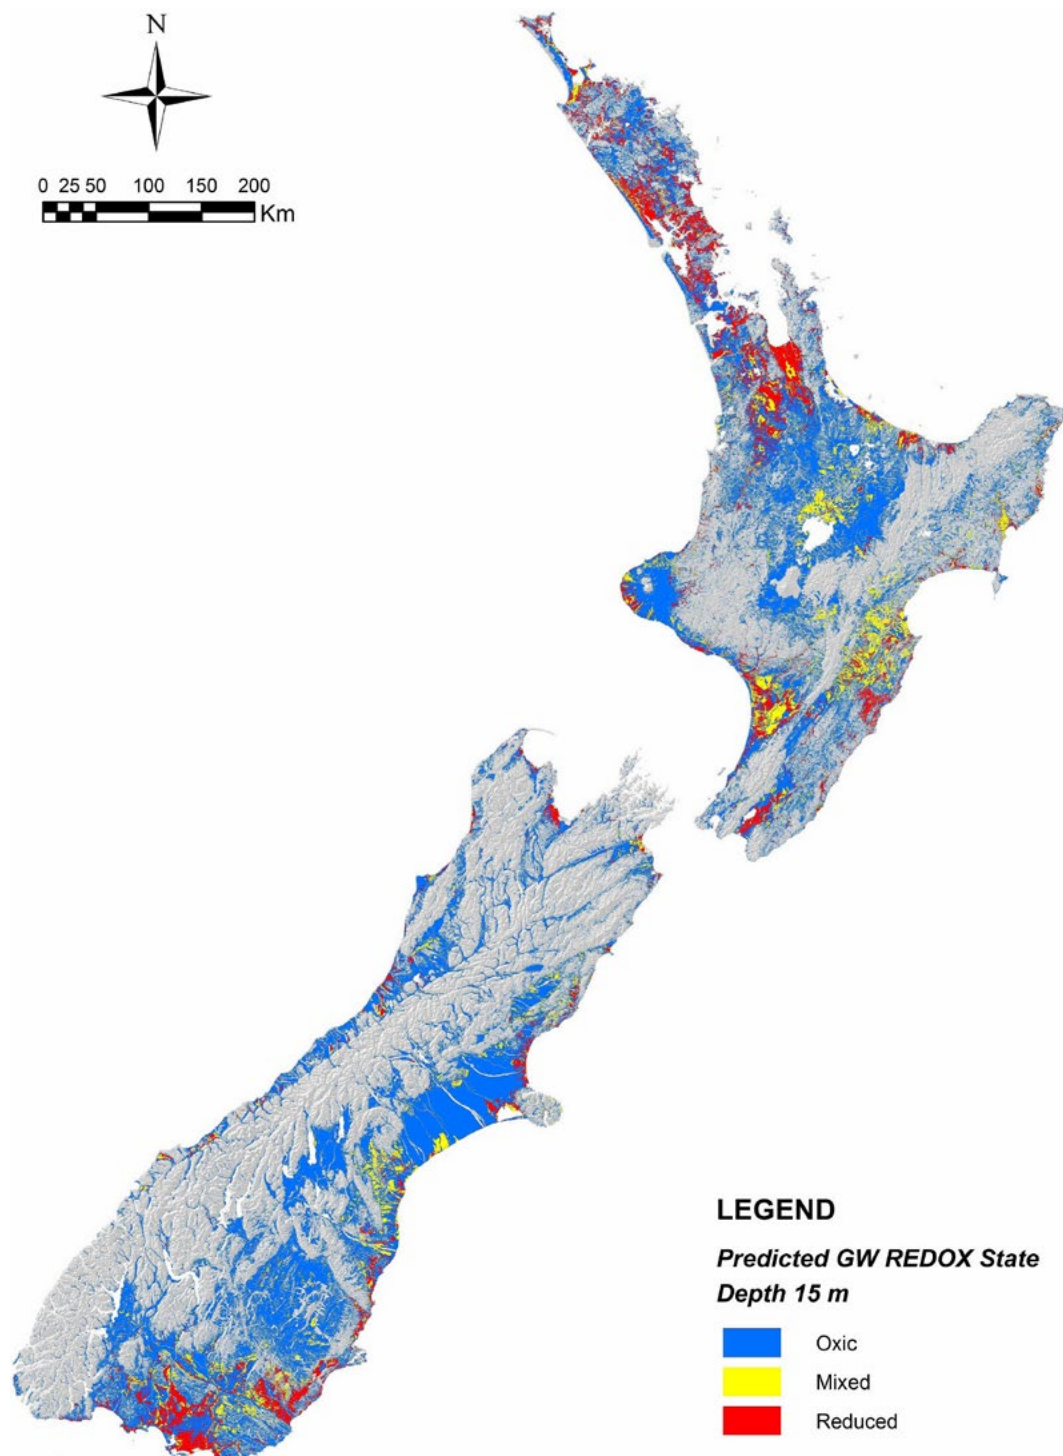 N
0 25 50 100 150 200
Km
LEGEND
Predicted GW REDOX State
Depth 15 m
Oxic
Mixed
Reduced